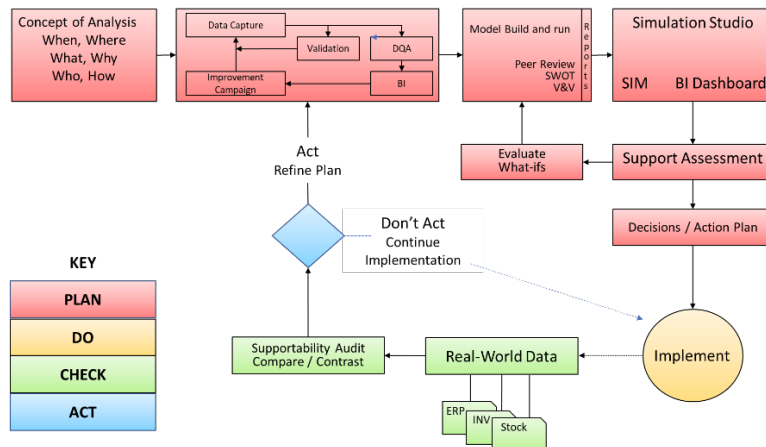 Concept of Analysis
When, Where
What, Why
Who, How
Data Capture
Validation
DQA
Improvement
Campaign
BI
Model Build and run
Peer Review
SWOT
V&V
Reports
Simulation Studio
SIM BI Dashboard
Evaluate
What-ifs
Support Assessment
Decisions / Action Plan
Act
Refine Plan
Don't Act
Continue
Implementation
KEY
PLAN
DO
CHECK
ACT
Supportability Audit
Compare / Contrast
Real-World Data
Implement
ERP
INV
Stock